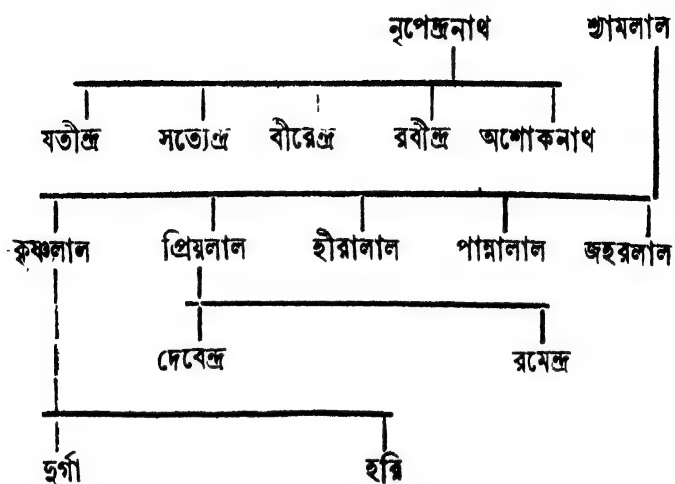 নৃপেন্দ্রনাথ শ্যামলাল
যতীন্দ্র সত্যেন্দ্র বীরেন্দ্র রবীন্দ্র অশোকনাথ
কৃষ্ণলাল প্রিয়লাল হীরালাল পান্নালাল জহরলাল
দেবেন্দ্র রমেন্দ্র
দুর্গা হরি